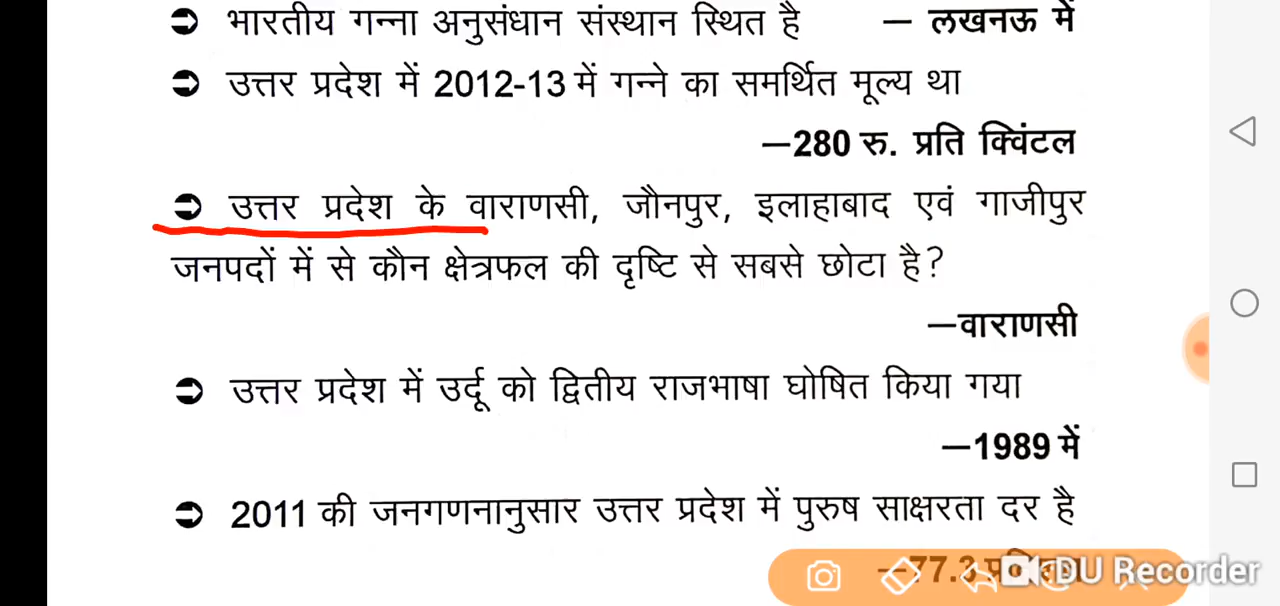 ➲ भारतीय गन्ना अनुसंधान संस्थान स्थित है – लखनऊ में
➲ उत्तर प्रदेश में 2012-13 में गन्ने का समर्थित मूल्य था
–280 रु. प्रति क्विंटल
➲ उत्तर प्रदेश के वाराणसी, जौनपुर, इलाहाबाद एवं गाजीपुर
जनपदों में से कौन क्षेत्रफल की दृष्टि से सबसे छोटा है?
–वाराणसी
➲ उत्तर प्रदेश में उर्दू को द्वितीय राजभाषा घोषित किया गया
–1989 में
➲ 2011 की जनगणनानुसार उत्तर प्रदेश में पुरुष साक्षरता दर है
–77.3
DU Recorder